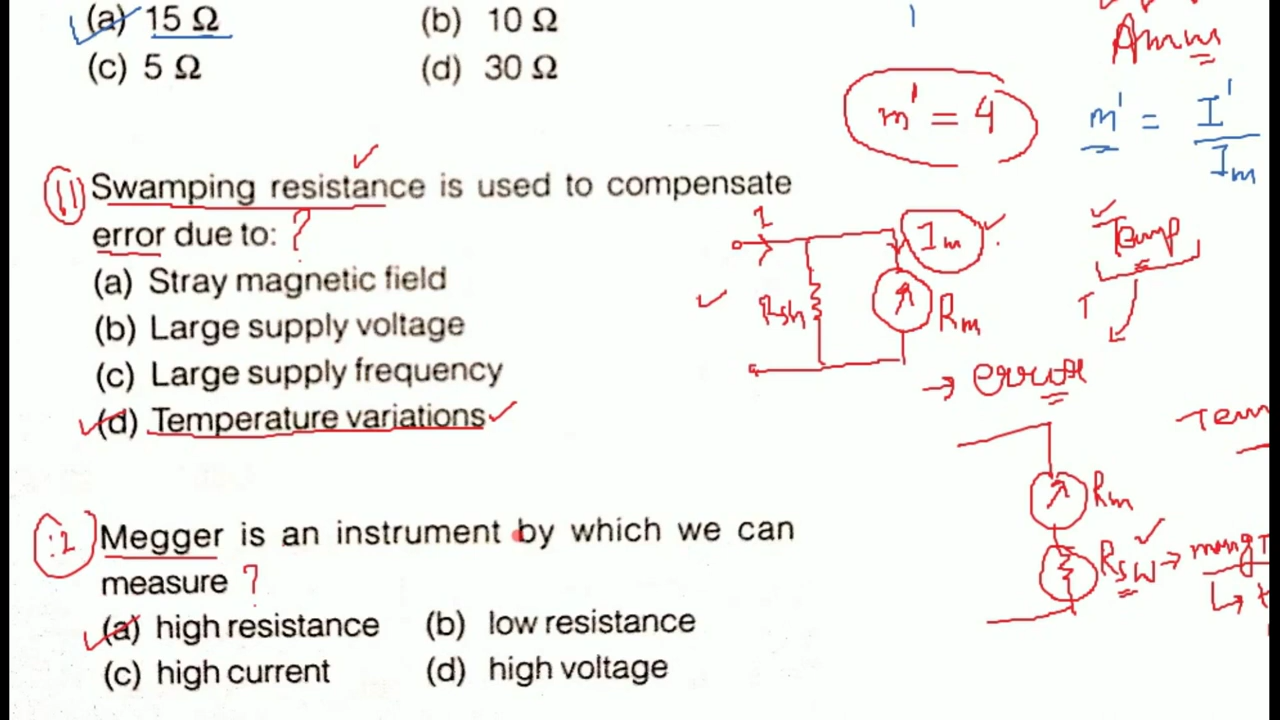 (a) 15 Ω (b) 10 Ω
(c) 5 Ω (d) 30 Ω
Amm
m' = 4
m' = I' / Im
(11) Swamping resistance is used to compensate
error due to: ?
(a) Stray magnetic field
(b) Large supply voltage
(c) Large supply frequency
(d) Temperature variations
I
Im
Rsh
Rm
Temp
T
→ error
Tem
Rm
Rsw →
Megger is an instrument by which we can
measure ?
(a) high resistance (b) low resistance
(c) high current (d) high voltage